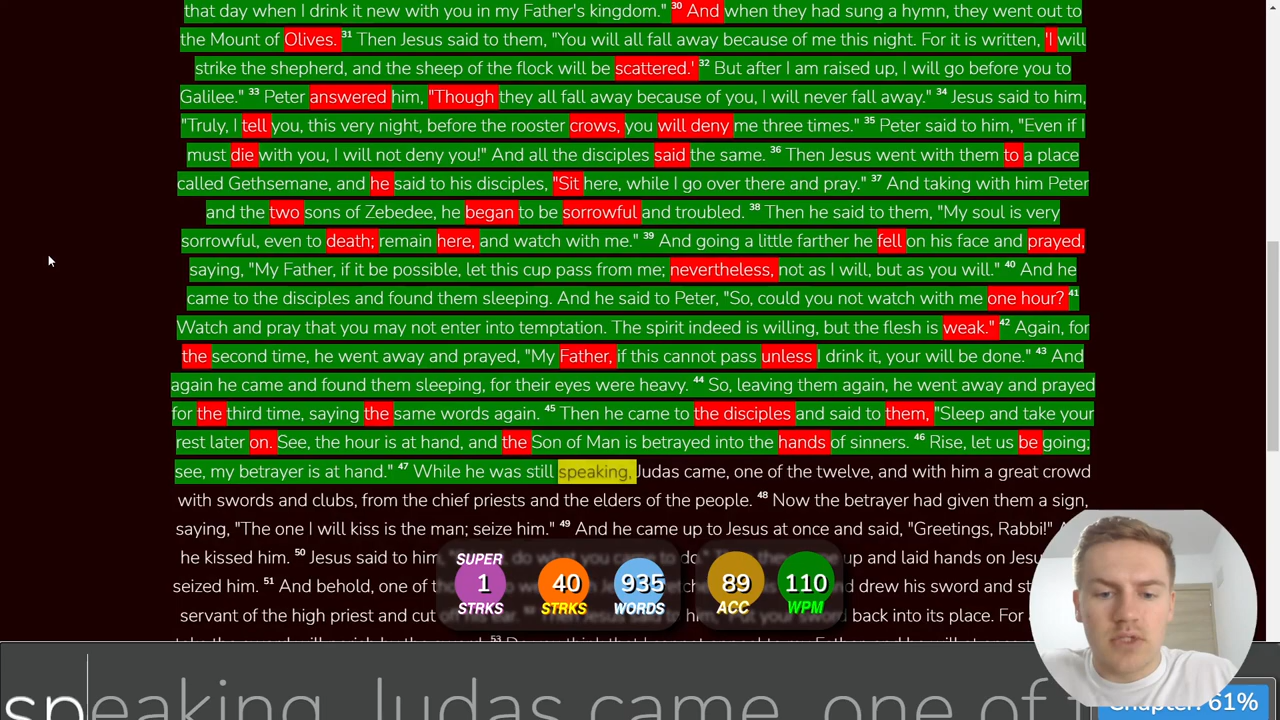 that day when I drink it new with you in my Father's kingdom." 30 And when they had sung a hymn, they went out to
the Mount of Olives. 31 Then Jesus said to them, "You will all fall away because of me this night. For it is written, 'I will
strike the shepherd, and the sheep of the flock will be scattered.' 32 But after I am raised up, I will go before you to
Galilee." 33 Peter answered him, "Though they all fall away because of you, I will never fall away." 34 Jesus said to him,
"Truly, I tell you, this very night, before the rooster crows, you will deny me three times." 35 Peter said to him, "Even if I
must die with you, I will not deny you!" And all the disciples said the same. 36 Then Jesus went with them to a place
called Gethsemane, and he said to his disciples, "Sit here, while I go over there and pray." 37 And taking with him Peter
and the two sons of Zebedee, he began to be sorrowful and troubled. 38 Then he said to them, "My soul is very
sorrowful, even to death; remain here, and watch with me." 39 And going a little farther he fell on his face and prayed,
saying, "My Father, if it be possible, let this cup pass from me; nevertheless, not as I will, but as you will." 40 And he
came to the disciples and found them sleeping. And he said to Peter, "So, could you not watch with me one hour? 41
Watch and pray that you may not enter into temptation. The spirit indeed is willing, but the flesh is weak." 42 Again, for
the second time, he went away and prayed, "My Father, if this cannot pass unless I drink it, your will be done." 43 And
again he came and found them sleeping, for their eyes were heavy. 44 So, leaving them again, he went away and prayed
for the third time, saying the same words again. 45 Then he came to the disciples and said to them, "Sleep and take your
rest later on. See, the hour is at hand, and the Son of Man is betrayed into the hands of sinners. 46 Rise, let us be going;
see, my betrayer is at hand." 47 While he was still speaking, Judas came, one of the twelve, and with him a great crowd
with swords and clubs, from the chief priests and the elders of the people. 48 Now the betrayer had given them a sign,
saying, "The one I will kiss is the man; seize him." 49 And he came up to Jesus at once and said, "Greetings, Rabbi!"
he kissed him. 50 Jesus said to him, do what you came to do." up and laid hands on
seized him. 51 And behold, one of drew his sword and
servant of the high priest and cut back into its place. For
53
SUPER
1
STRKS
40
STRKS
935
WORDS
89
ACC
110
WPM
speaking, Judas came, one of
Chapter: 61%